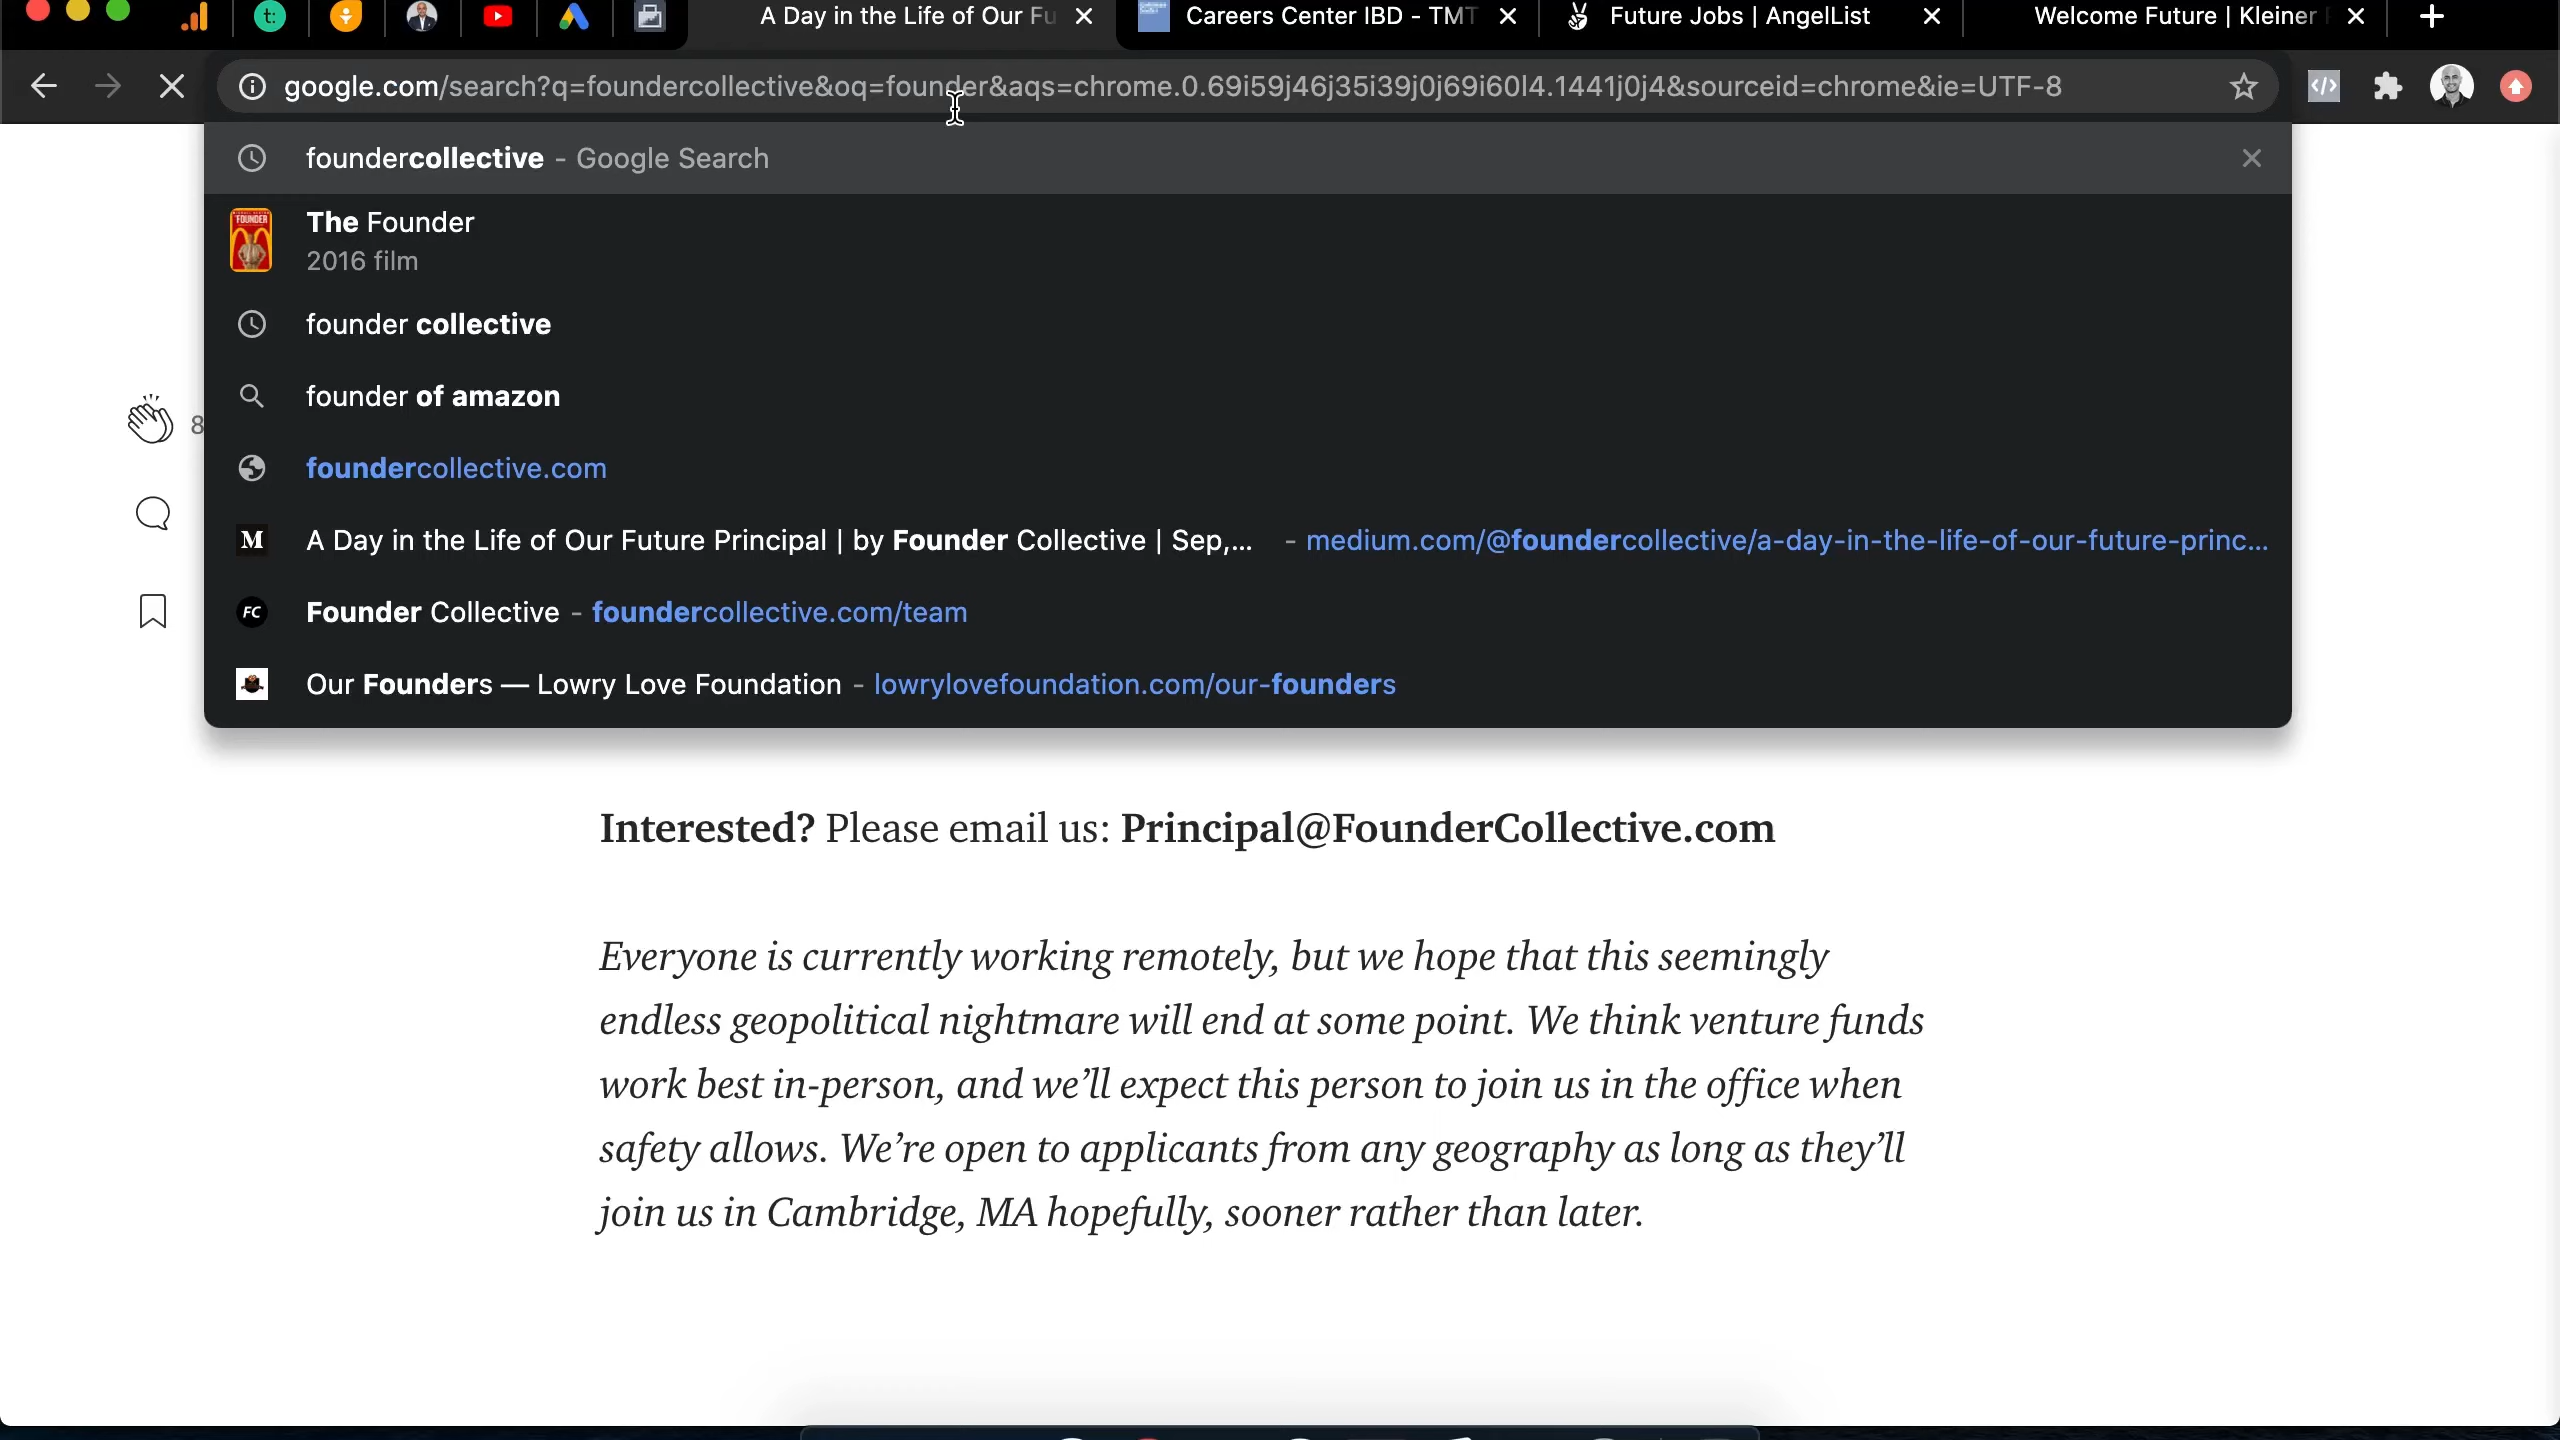 t:
A Day in the Life of Our Fu
Careers Center IBD - TMT
Future Jobs | AngelList
Welcome Future | Kleiner
google.com/search?q=foundercollective&oq=founder&aqs=chrome.0.69i59j46j35i39j0j69i60l4.1441j0j4&sourceid=chrome&ie=UTF-8
foundercollective - Google Search
FOUNDER
The Founder
2016 film
founder collective
founder of amazon
foundercollective.com
M
A Day in the Life of Our Future Principal | by Founder Collective | Sep,... - medium.com/@foundercollective/a-day-in-the-life-of-our-future-princ...
FC
Founder Collective - foundercollective.com/team
Our Founders — Lowry Love Foundation - lowrylovefoundation.com/our-founders
8
Interested? Please email us: Principal@FounderCollective.com
Everyone is currently working remotely, but we hope that this seemingly
endless geopolitical nightmare will end at some point. We think venture funds
work best in-person, and we’ll expect this person to join us in the office when
safety allows. We’re open to applicants from any geography as long as they’ll
join us in Cambridge, MA hopefully, sooner rather than later.